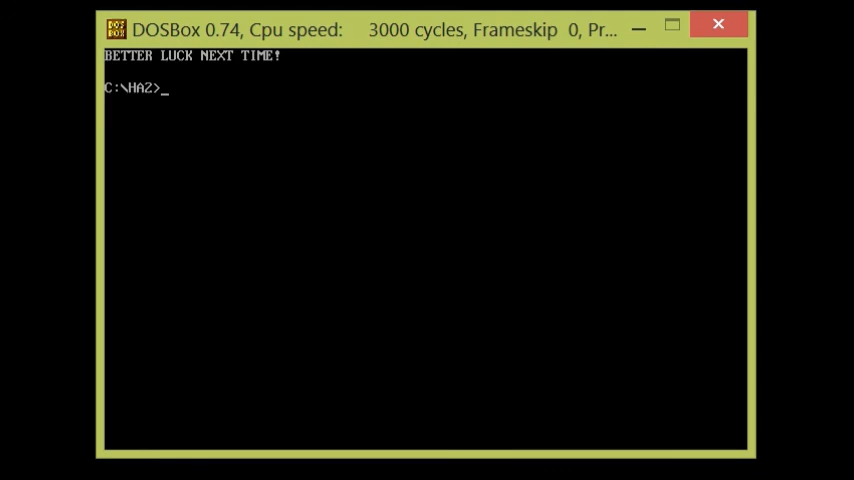 DOSBox 0.74, Cpu speed: 3000 cycles, Frameskip 0, Pr...
BETTER LUCK NEXT TIME!
C:\HA2>_